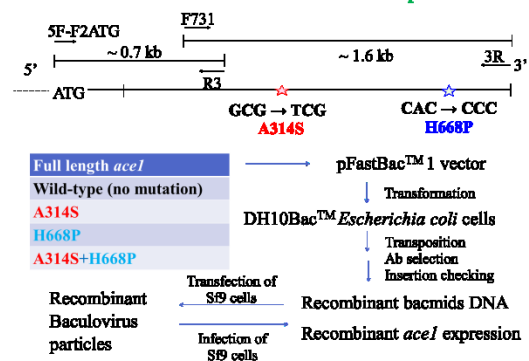 F731
5F-F2ATG
~ 0.7 kb
~ 1.6 kb
3R
5’
3’
R3
ATG
GCG → TCG
CAC → CCC
A314S
H668P
Full length ace1
pFastBac™ 1 vector
Wild-type (no mutation)
Transformation
A314S
DH10Bac™ Escherichia coli cells
H668P
Transposition
Ab selection
A314S+H668P
Insertion checking
Transfection of
Sf9 cells
Recombinant
Baculovirus
particles
Recombinant bacmids DNA
Recombinant ace1 expression
Infection of
Sf9 cells